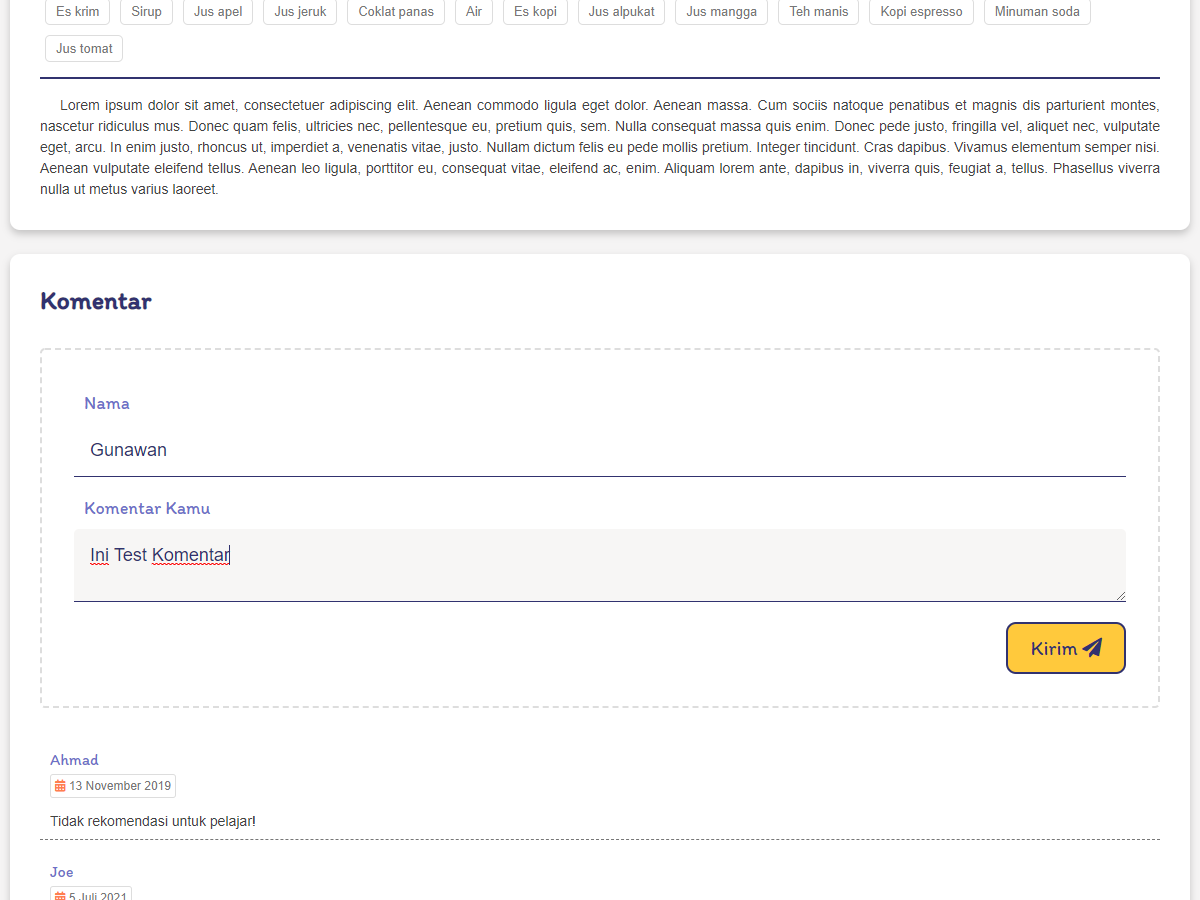 Es krim Sirup Jus apel Jus jeruk Coklat panas Air Es kopi Jus alpukat Jus mangga Teh manis Kopi espresso Minuman soda
Jus tomat
Lorem ipsum dolor sit amet, consectetuer adipiscing elit. Aenean commodo ligula eget dolor. Aenean massa. Cum sociis natoque penatibus et magnis dis parturient montes,
nascetur ridiculus mus. Donec quam felis, ultricies nec, pellentesque eu, pretium quis, sem. Nulla consequat massa quis enim. Donec pede justo, fringilla vel, aliquet nec, vulputate
eget, arcu. In enim justo, rhoncus ut, imperdiet a, venenatis vitae, justo. Nullam dictum felis eu pede mollis pretium. Integer tincidunt. Cras dapibus. Vivamus elementum semper nisi.
Aenean vulputate eleifend tellus. Aenean leo ligula, porttitor eu, consequat vitae, eleifend ac, enim. Aliquam lorem ante, dapibus in, viverra quis, feugiat a, tellus. Phasellus viverra
nulla ut metus varius laoreet.
Komentar
Nama
Gunawan
Komentar Kamu
Ini Test Komentar
Kirim
Ahmad
13 November 2019
Tidak rekomendasi untuk pelajar!
Joe
5 Juli 2021